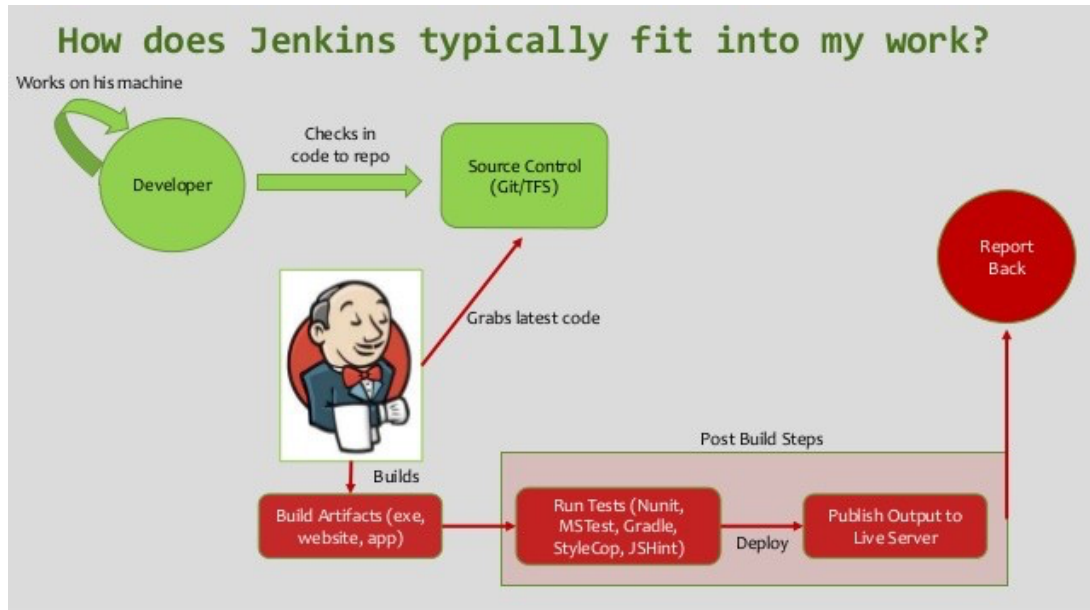 How does Jenkins typically fit into my work?
Works on his machine
Developer
Checks in
code to repo
Source Control
(Git/TFS)
Report
Back
Grabs latest code
Post Build Steps
Builds
Build Artifacts (exe,
website, app)
Run Tests (Nunit,
MSTest, Gradle,
StyleCop, JSHint)
Deploy
Publish Output to
Live Server